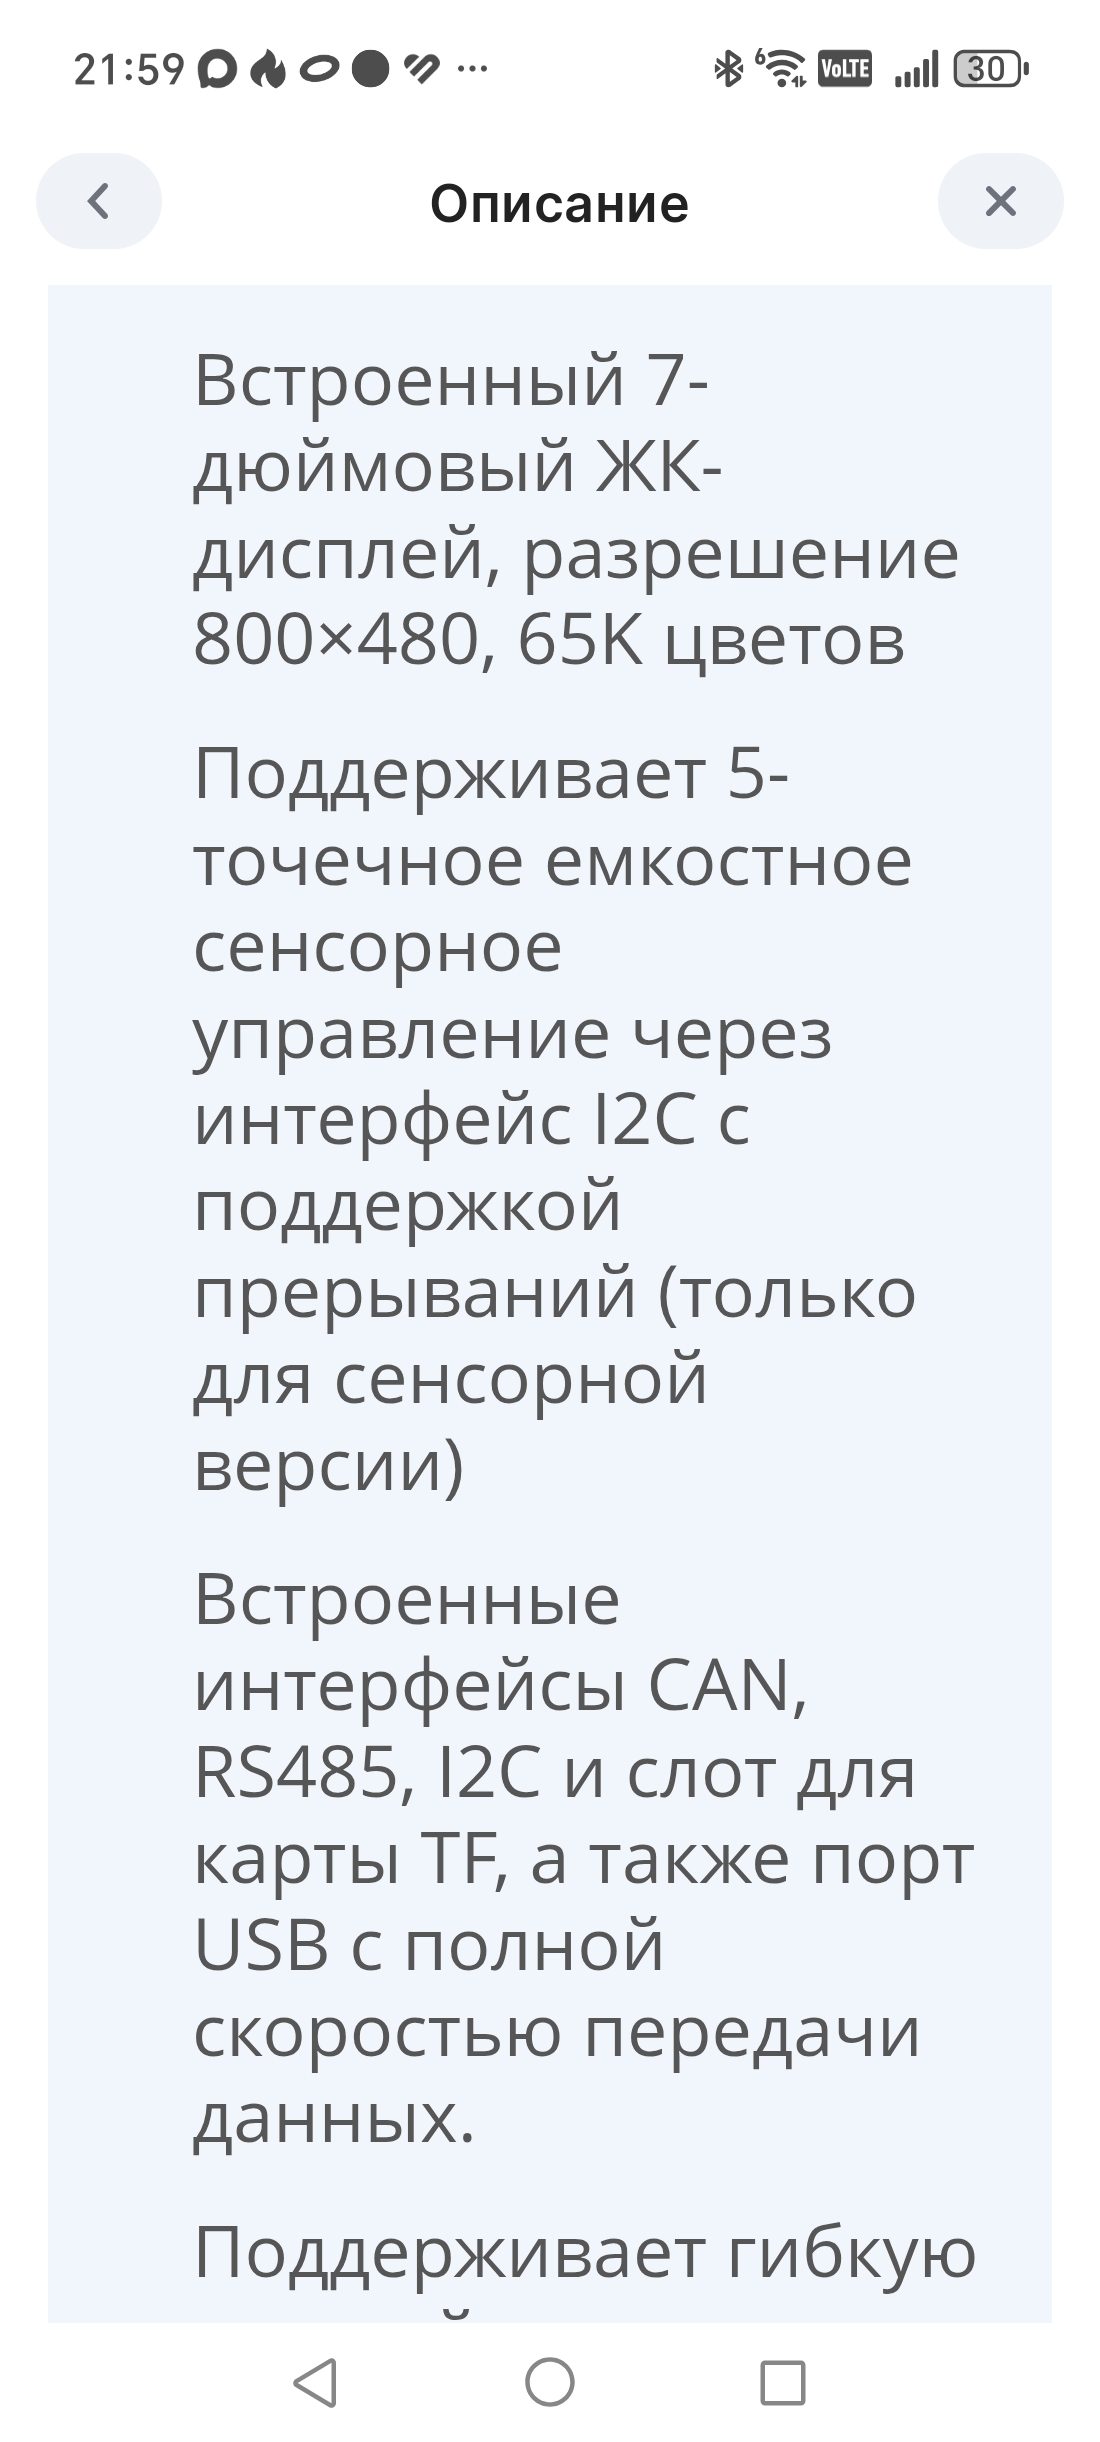 21:59
6 VoLTE 30
Описание
Встроенный 7-
дюймовый ЖК-
дисплей, разрешение
800×480, 65K цветов
Поддерживает 5-
точечное емкостное
сенсорное
управление через
интерфейс I2C с
поддержкой
прерываний (только
для сенсорной
версии)
Встроенные
интерфейсы CAN,
RS485, I2C и слот для
карты TF, а также порт
USB с полной
скоростью передачи
данных.
Поддерживает гибкую